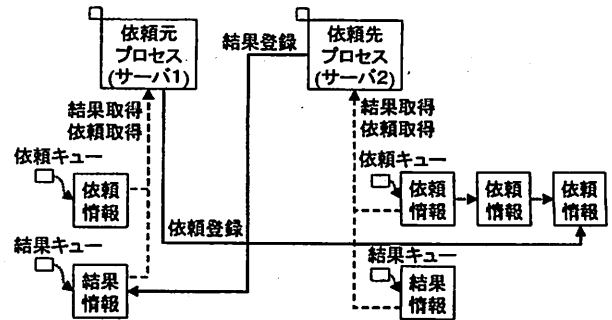 依頼元
プロセス
(サーバ1)
結果登録
依頼先
プロセス
(サーバ2)
結果取得
依頼取得
結果取得
依頼取得
依頼キュー
依頼
情報
依頼キュー
依頼
情報
依頼
情報
依頼
情報
依頼登録
結果キュー
結果
情報
結果キュー
結果
情報